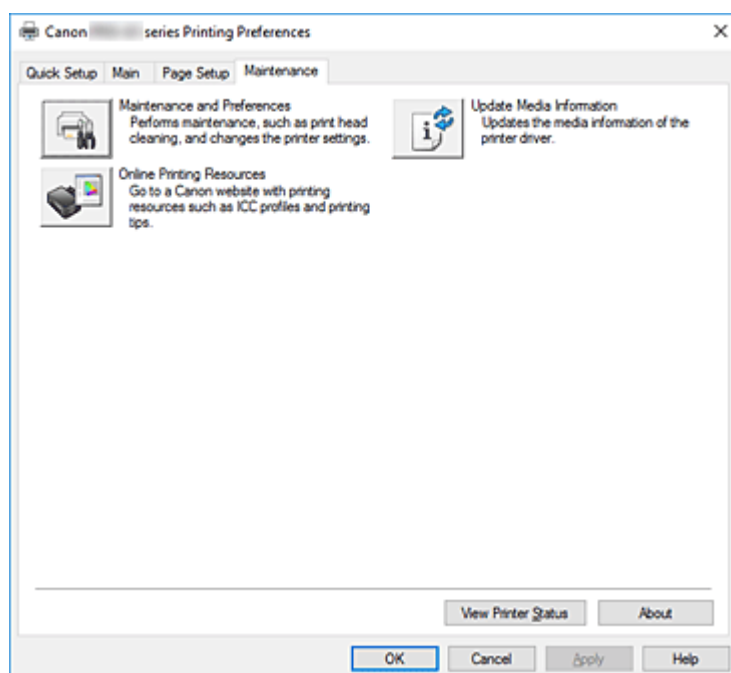 Canon series Printing Preferences
Quick Setup Main Page Setup Maintenance
Maintenance and Preferences
Performs maintenance, such as print head
cleaning, and changes the printer settings.
Update Media Information
Updates the media information of the
printer driver.
Online Printing Resources
Go to a Canon website with printing
resources such as ICC profiles and printing
tips.
View Printer Status About
OK Cancel Apply Help